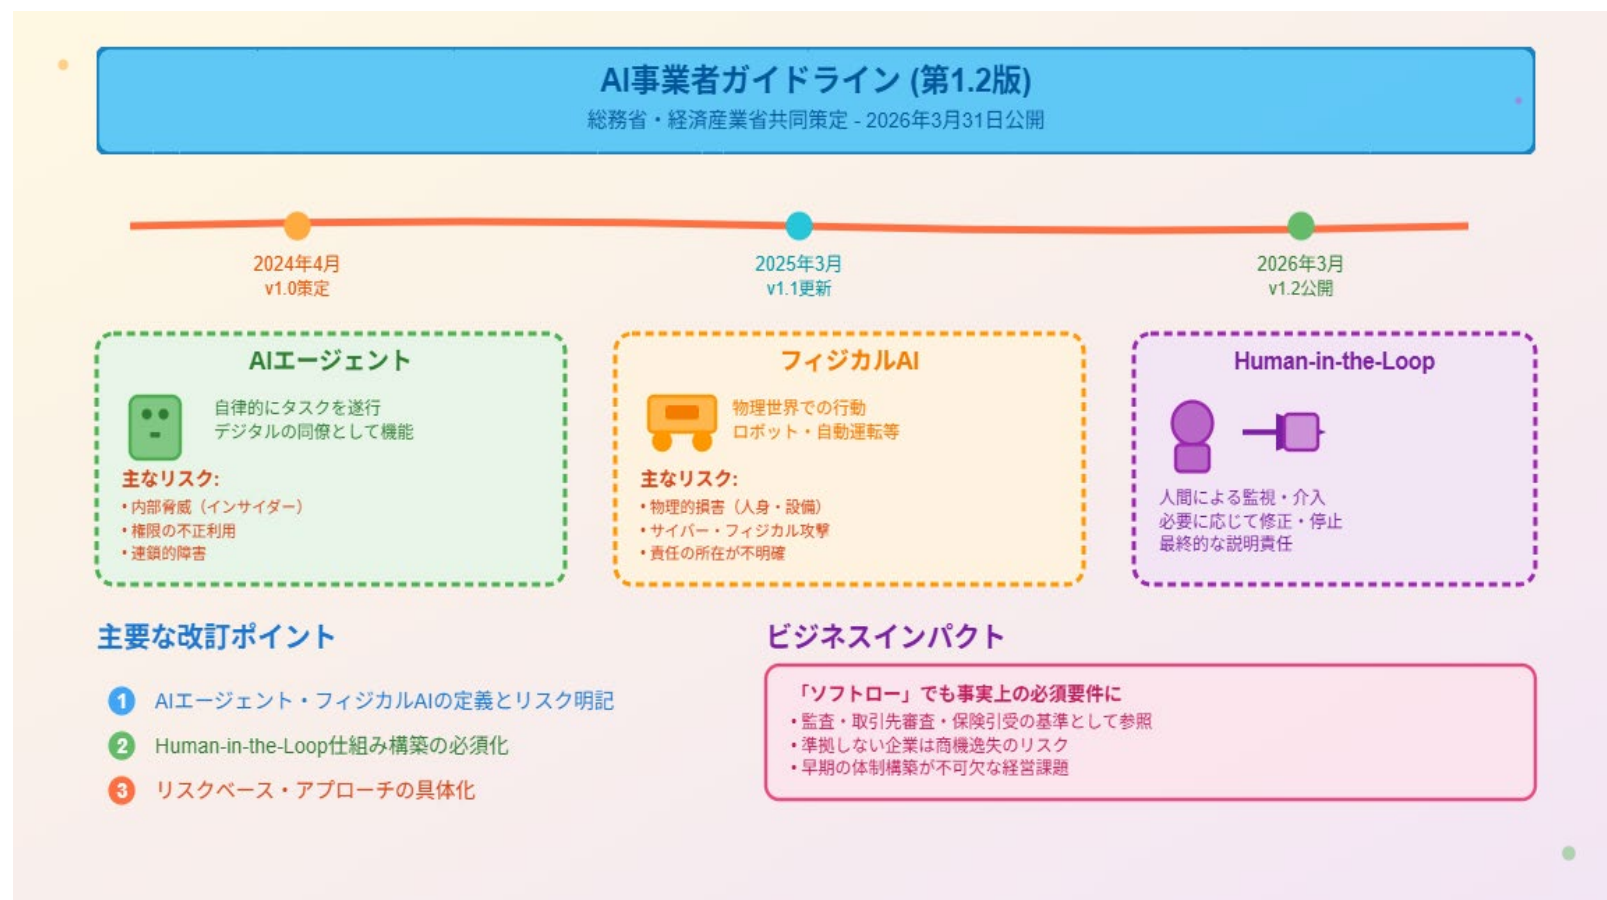 AI事業者ガイドライン (第1.2版)
総務省・経済産業省共同策定 - 2026年3月31日公開
2024年4月
v1.0策定
2025年3月
v1.1更新
2026年3月
v1.2公開
AIエージェント
自律的にタスクを遂行
デジタルの同僚として機能
主なリスク:
• 内部脅威（インサイダー）
• 権限の不正利用
• 連鎖的障害
フィジカルAI
物理世界での行動
ロボット・自動運転等
主なリスク:
• 物理的損害（人身・設備）
• サイバー・フィジカル攻撃
• 責任の所在が不明確
Human-in-the-Loop
人間による監視・介入
必要に応じて修正・停止
最終的な説明責任
主要な改訂ポイント
1 AIエージェント・フィジカルAIの定義とリスク明記
2 Human-in-the-Loop仕組み構築の必須化
3 リスクベース・アプローチの具体化
ビジネスインパクト
「ソフトロー」でも事実上の必須要件に
• 監査・取引先審査・保険引受の基準として参照
• 準拠しない企業は商機逸失のリスク
• 早期の体制構築が不可欠な経営課題